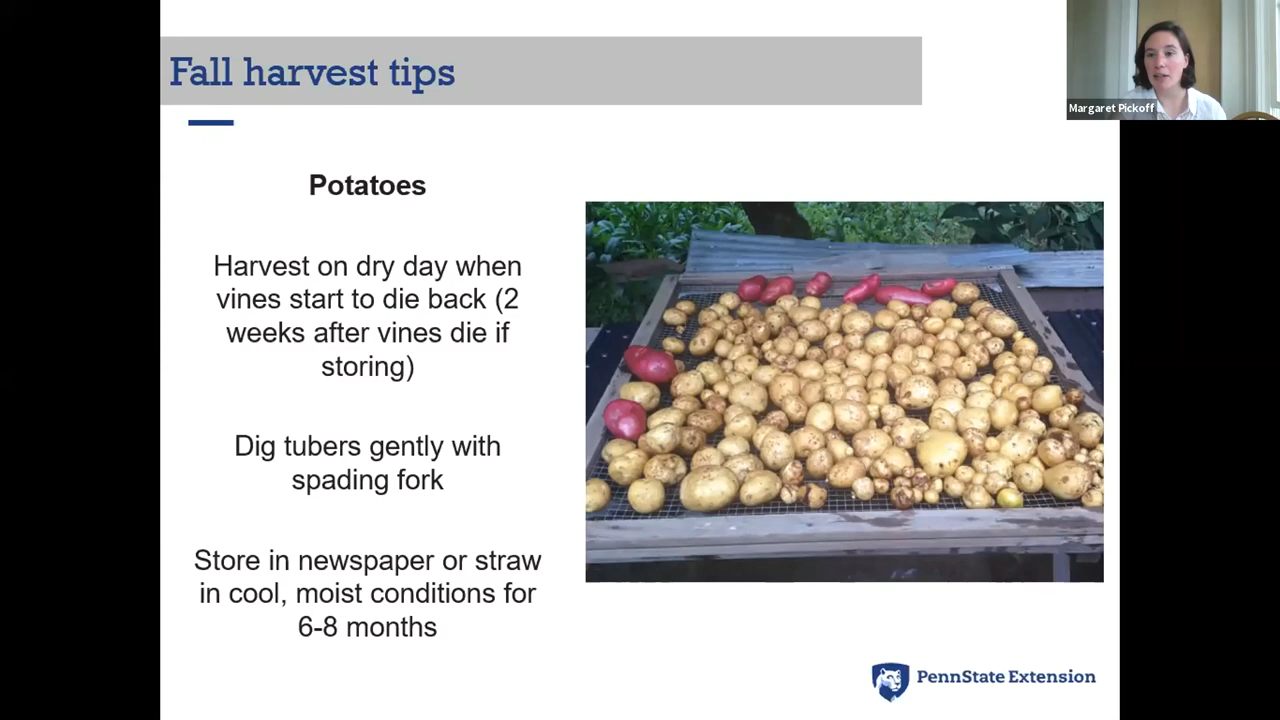 Fall harvest tips
Margaret Pickoff
Potatoes
Harvest on dry day when
vines start to die back (2
weeks after vines die if
storing)
Dig tubers gently with
spading fork
Store in newspaper or straw
in cool, moist conditions for
6-8 months
PennState Extension